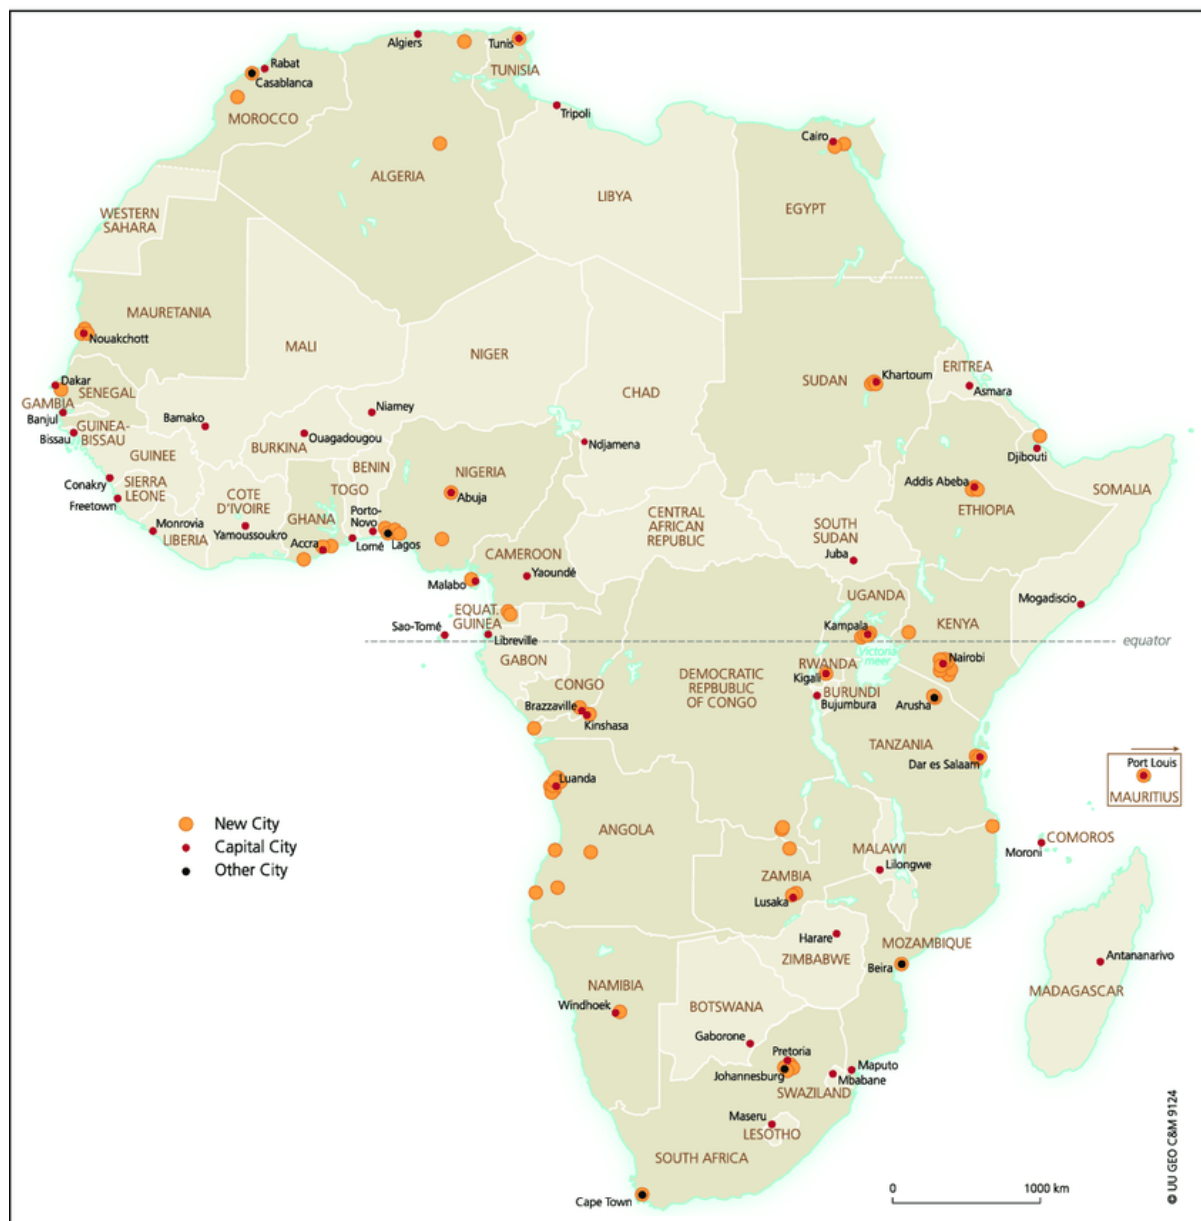 Algiers
Tunis
TUNISIA
Rabat
Casablanca
MOROCCO
Tripoli
Cairo
ALGERIA
LIBYA
EGYPT
WESTERN
SAHARA
MAURETANIA
Nouakchott
MALI
NIGER
CHAD
SUDAN
Khartoum
ERITREA
Asmara
Dakar
SENEGAL
GAMBIA
Banjul
Bissau
GUINEA-
BISSAU
Bamako
Niamey
Ouagadougou
BURKINA
Ndjamena
Djibouti
GUINEE
Conakry
SIERRA
LEONE
Freetown
BENIN
NIGERIA
Abuja
Addis Abeba
ETHIOPIA
SOMALIA
COTE
D'IVOIRE
Yamoussoukro
TOGO
GHANA
Porto-
Novo
Monrovia
LIBERIA
Accra
Lomé
Lagos
CENTRAL
AFRICAN
REPUBLIC
SOUTH
SUDAN
Juba
CAMEROON
Yaoundé
Malabo
EQUAT.
GUINEA
Sao-Tomé
Libreville
UGANDA
Kampala
KENYA
Mogadiscio
equator
Victoria
meer
Nairobi
GABON
CONGO
Brazzaville
Kinshasa
DEMOCRATIC
REPBUBLIC
OF CONGO
RWANDA
Kigali
BURUNDI
Bujumbura
Arusha
TANZANIA
Dar es Salaam
Port Louis
MAURITIUS
Luanda
ANGOLA
New City
Capital City
Other City
MALAWI
Lilongwe
COMOROS
Moroni
ZAMBIA
Lusaka
Harare
ZIMBABWE
MOZAMBIQUE
Beira
Antananarivo
MADAGASCAR
NAMIBIA
Windhoek
BOTSWANA
Gaborone
Pretoria
Johannesburg
Maputo
Mbabane
SWAZILAND
Maseru
LESOTHO
SOUTH AFRICA
Cape Town
0
1000 km
© UU GEO C&M 9124